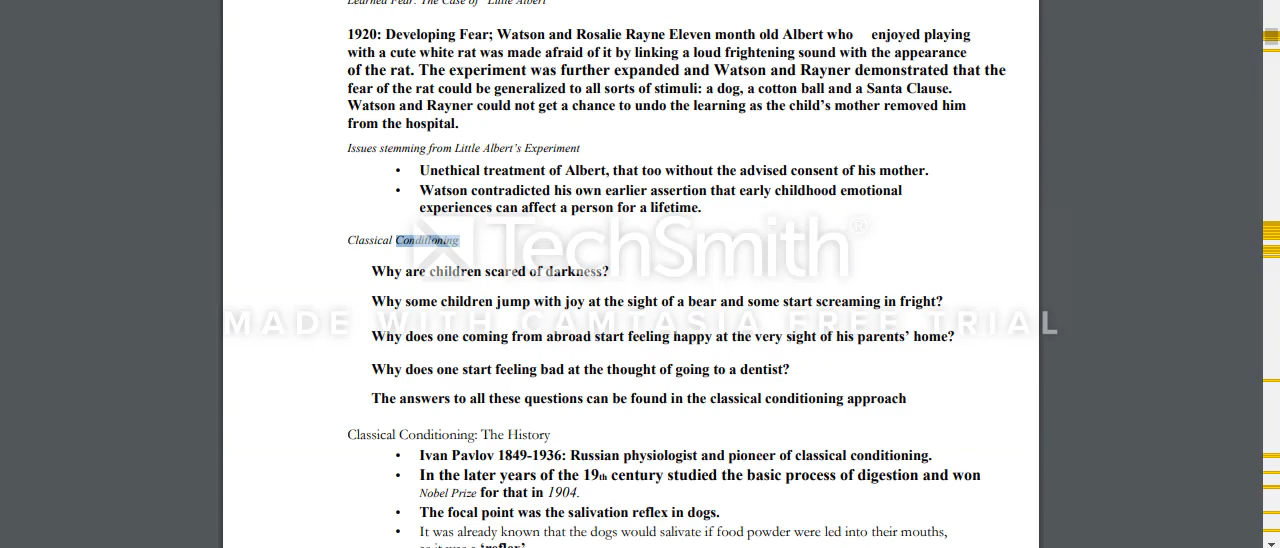 Learned Fear: The Case of "Little Albert"
1920: Developing Fear; Watson and Rosalie Rayne Eleven month old Albert who enjoyed playing
with a cute white rat was made afraid of it by linking a loud frightening sound with the appearance
of the rat. The experiment was further expanded and Watson and Rayner demonstrated that the
fear of the rat could be generalized to all sorts of stimuli: a dog, a cotton ball and a Santa Clause.
Watson and Rayner could not get a chance to undo the learning as the child's mother removed him
from the hospital.
Issues stemming from Little Albert's Experiment
• Unethical treatment of Albert, that too without the advised consent of his mother.
• Watson contradicted his own earlier assertion that early childhood emotional
experiences can affect a person for a lifetime.
TechSmith®
Classical Conditioning
Why are children scared of darkness?
Why some children jump with joy at the sight of a bear and some start screaming in fright?
MADE WITH CAMTASIA FREE TRIAL
Why does one coming from abroad start feeling happy at the very sight of his parents' home?
Why does one start feeling bad at the thought of going to a dentist?
The answers to all these questions can be found in the classical conditioning approach
Classical Conditioning: The History
• Ivan Pavlov 1849-1936: Russian physiologist and pioneer of classical conditioning.
• In the later years of the 19th century studied the basic process of digestion and won
Nobel Prize for that in 1904.
• The focal point was the salivation reflex in dogs.
• It was already known that the dogs would salivate if food powder were led into their mouths,
as it was a 'reflex'